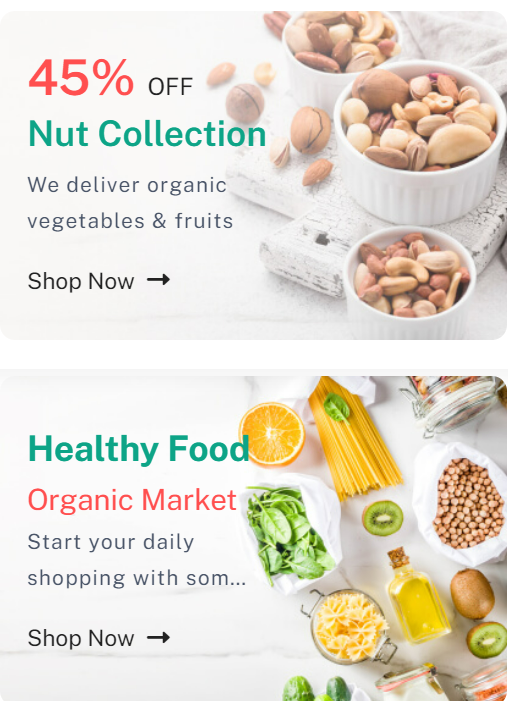 45% OFF
Nut Collection
We deliver organic
vegetables & fruits
Shop Now →
Healthy Food
Organic Market
Start your daily
shopping with som...
Shop Now →